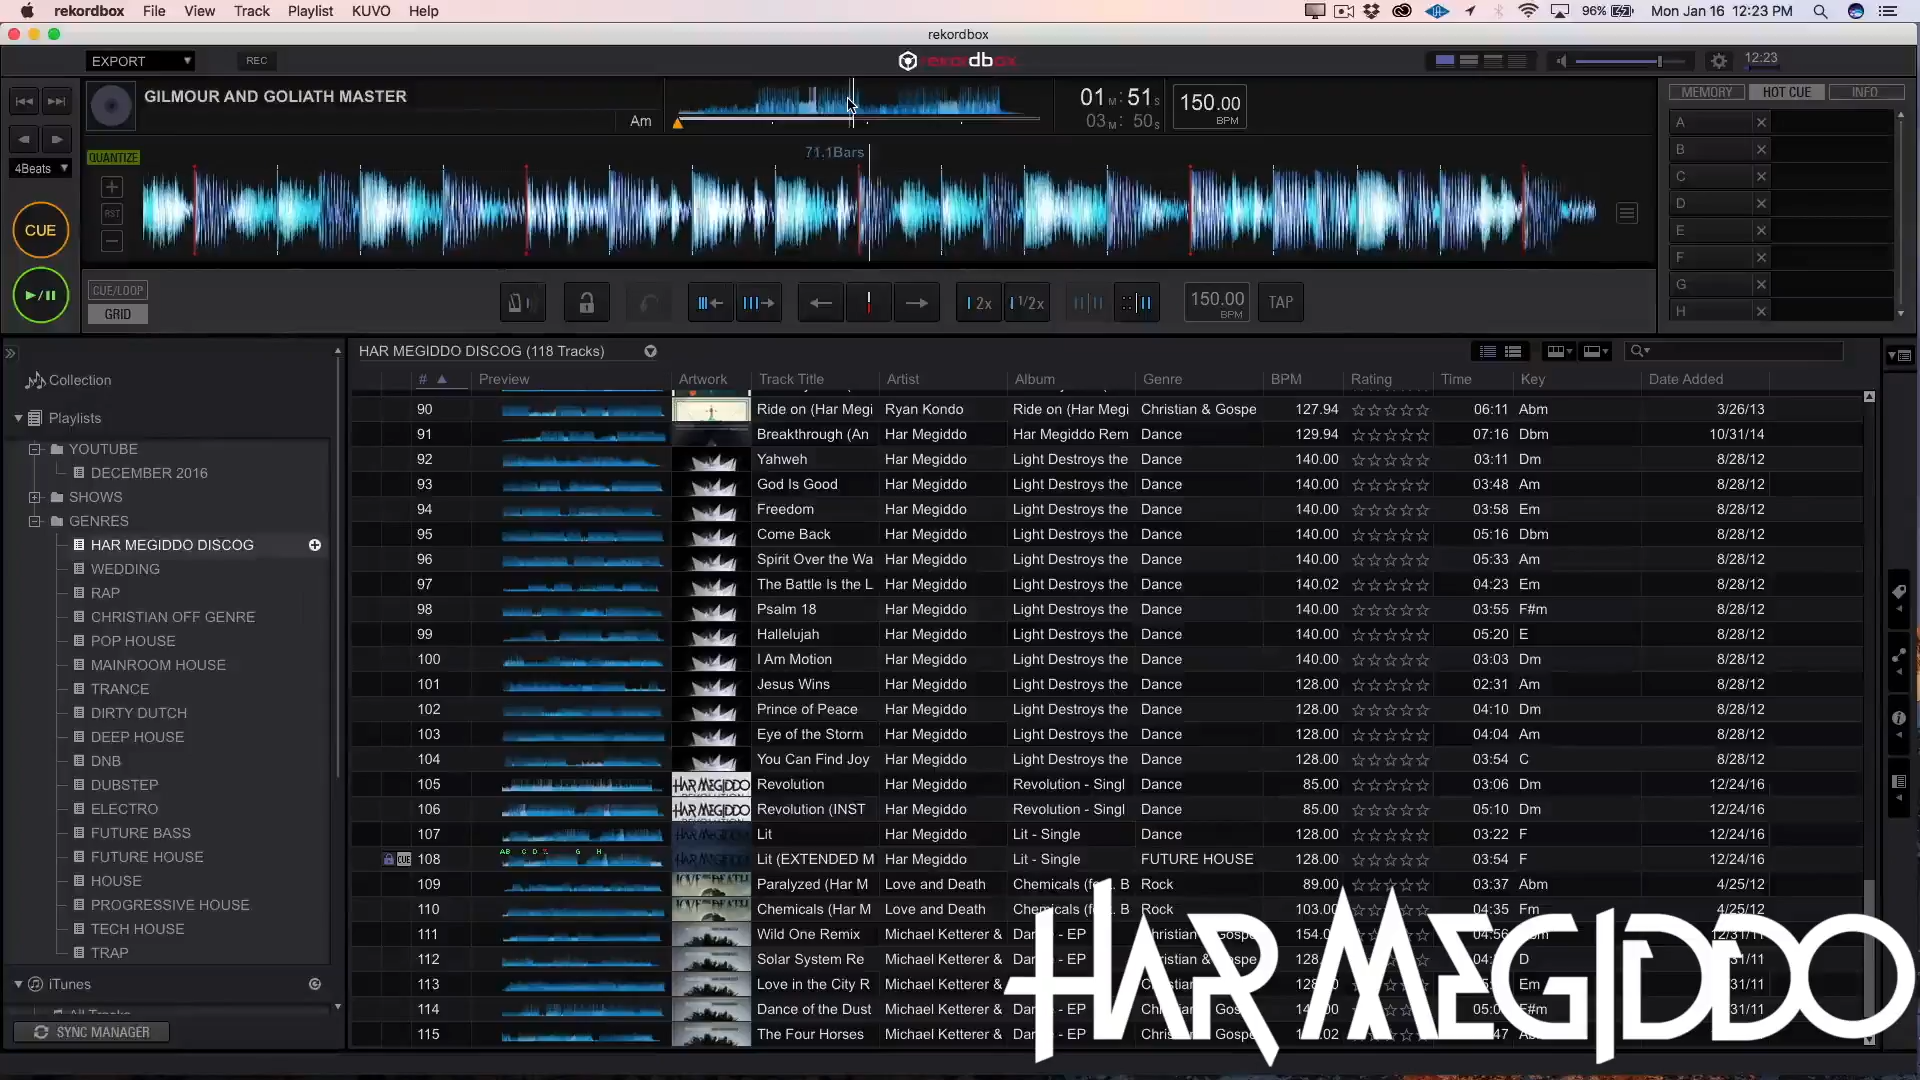 rekordbox File View Track Playlist KUVO Help 96% Mon Jan 16 12:23 PM
rekordbox
EXPORT REC rekordbox 12:23
GILMOUR AND GOLIATH MASTER
Am
01 M: 51 S
03 M: 50 S
150.00
BPM
MEMORY HOT CUE INFO
A
B
C
D
E
F
G
H
4Beats
QUANTIZE
71.1Bars
RST
CUE
CUE/LOOP
GRID
2x 1/2x 150.00 BPM TAP
Collection
Playlists
YOUTUBE
DECEMBER 2016
SHOWS
GENRES
HAR MEGIDDO DISCOG
WEDDING
RAP
CHRISTIAN OFF GENRE
POP HOUSE
MAINROOM HOUSE
TRANCE
DIRTY DUTCH
DEEP HOUSE
DNB
DUBSTEP
ELECTRO
FUTURE BASS
FUTURE HOUSE
HOUSE
PROGRESSIVE HOUSE
TECH HOUSE
TRAP
iTunes
SYNC MANAGER
HAR MEGIDDO DISCOG (118 Tracks)
# Preview Artwork Track Title Artist Album Genre BPM Rating Time Key Date Added
90 Ride on (Har Megi Ryan Kondo Ride on (Har Megi Christian & Gospe 127.94 06:11 Abm 3/26/13
91 Breakthrough (An Har Megiddo Har Megiddo Rem Dance 129.94 07:16 Dbm 10/31/14
92 Yahweh Har Megiddo Light Destroys the Dance 140.00 03:11 Dm 8/28/12
93 God Is Good Har Megiddo Light Destroys the Dance 140.00 03:48 Am 8/28/12
94 Freedom Har Megiddo Light Destroys the Dance 140.00 03:58 Em 8/28/12
95 Come Back Har Megiddo Light Destroys the Dance 140.00 05:16 Dbm 8/28/12
96 Spirit Over the Wa Har Megiddo Light Destroys the Dance 140.00 05:33 Am 8/28/12
97 The Battle Is the L Har Megiddo Light Destroys the Dance 140.02 04:23 Em 8/28/12
98 Psalm 18 Har Megiddo Light Destroys the Dance 140.00 03:55 F#m 8/28/12
99 Hallelujah Har Megiddo Light Destroys the Dance 140.00 05:20 E 8/28/12
100 I Am Motion Har Megiddo Light Destroys the Dance 140.00 03:03 Dm 8/28/12
101 Jesus Wins Har Megiddo Light Destroys the Dance 128.00 02:31 Am 8/28/12
102 Prince of Peace Har Megiddo Light Destroys the Dance 128.00 04:10 Dm 8/28/12
103 Eye of the Storm Har Megiddo Light Destroys the Dance 128.00 04:04 Am 8/28/12
104 You Can Find Joy Har Megiddo Light Destroys the Dance 128.00 03:54 C 8/28/12
105 HAR MEGIDDO Revolution Har Megiddo Revolution - Singl Dance 85.00 03:06 Dm 12/24/16
106 HAR MEGIDDO Revolution (INST Har Megiddo Revolution - Singl Dance 85.00 05:10 Dm 12/24/16
107 Lit Har Megiddo Lit - Single Dance 128.00 03:22 F 12/24/16
CUE 108 Lit (EXTENDED M Har Megiddo Lit - Single FUTURE HOUSE 128.00 03:54 F 12/24/16
109 Paralyzed (Har M Love and Death Chemicals B Rock 89.00 03:37 Abm 4/25/12
110 Chemicals (Har M Love and Death Chemicals B Rock 103.00 04:35 Fm 4/25/12
111 Wild One Remix Michael Ketterer & - EP 154.0
112 Solar System Re Michael Ketterer & - EP D
113 Love in the City R Michael Ketterer & Em
114 Dance of the Dust Michael Ketterer & - EP
115 The Four Horses Michael Ketterer & - EP
HAR MEGIDDO